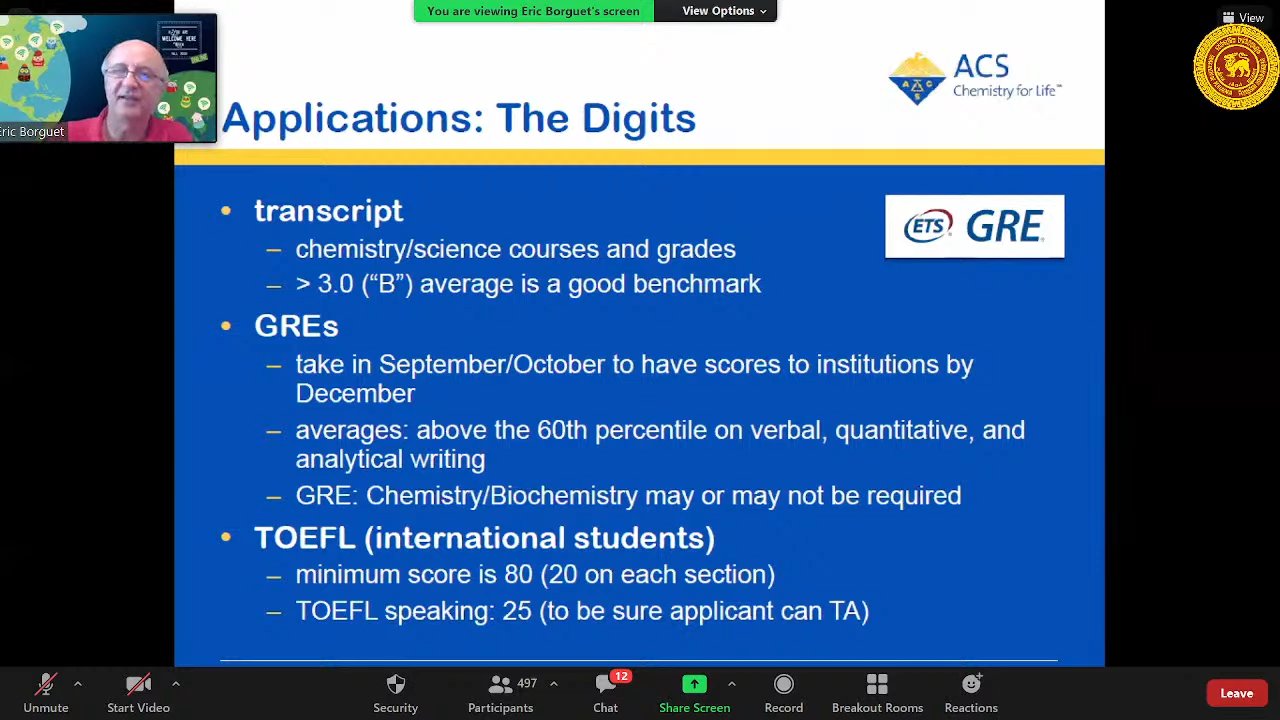 You are viewing Eric Borguet's screen
View Options
View
WELCOME HERE
Eric Borguet
ACS
Chemistry for Life™
Applications: The Digits
ETS GRE
• transcript
– chemistry/science courses and grades
– > 3.0 (“B”) average is a good benchmark
• GREs
– take in September/October to have scores to institutions by
December
– averages: above the 60th percentile on verbal, quantitative, and
analytical writing
– GRE: Chemistry/Biochemistry may or may not be required
• TOEFL (international students)
– minimum score is 80 (20 on each section)
– TOEFL speaking: 25 (to be sure applicant can TA)
Unmute
Start Video
Security
497
Participants
12
Chat
Share Screen
Record
Breakout Rooms
Reactions
Leave